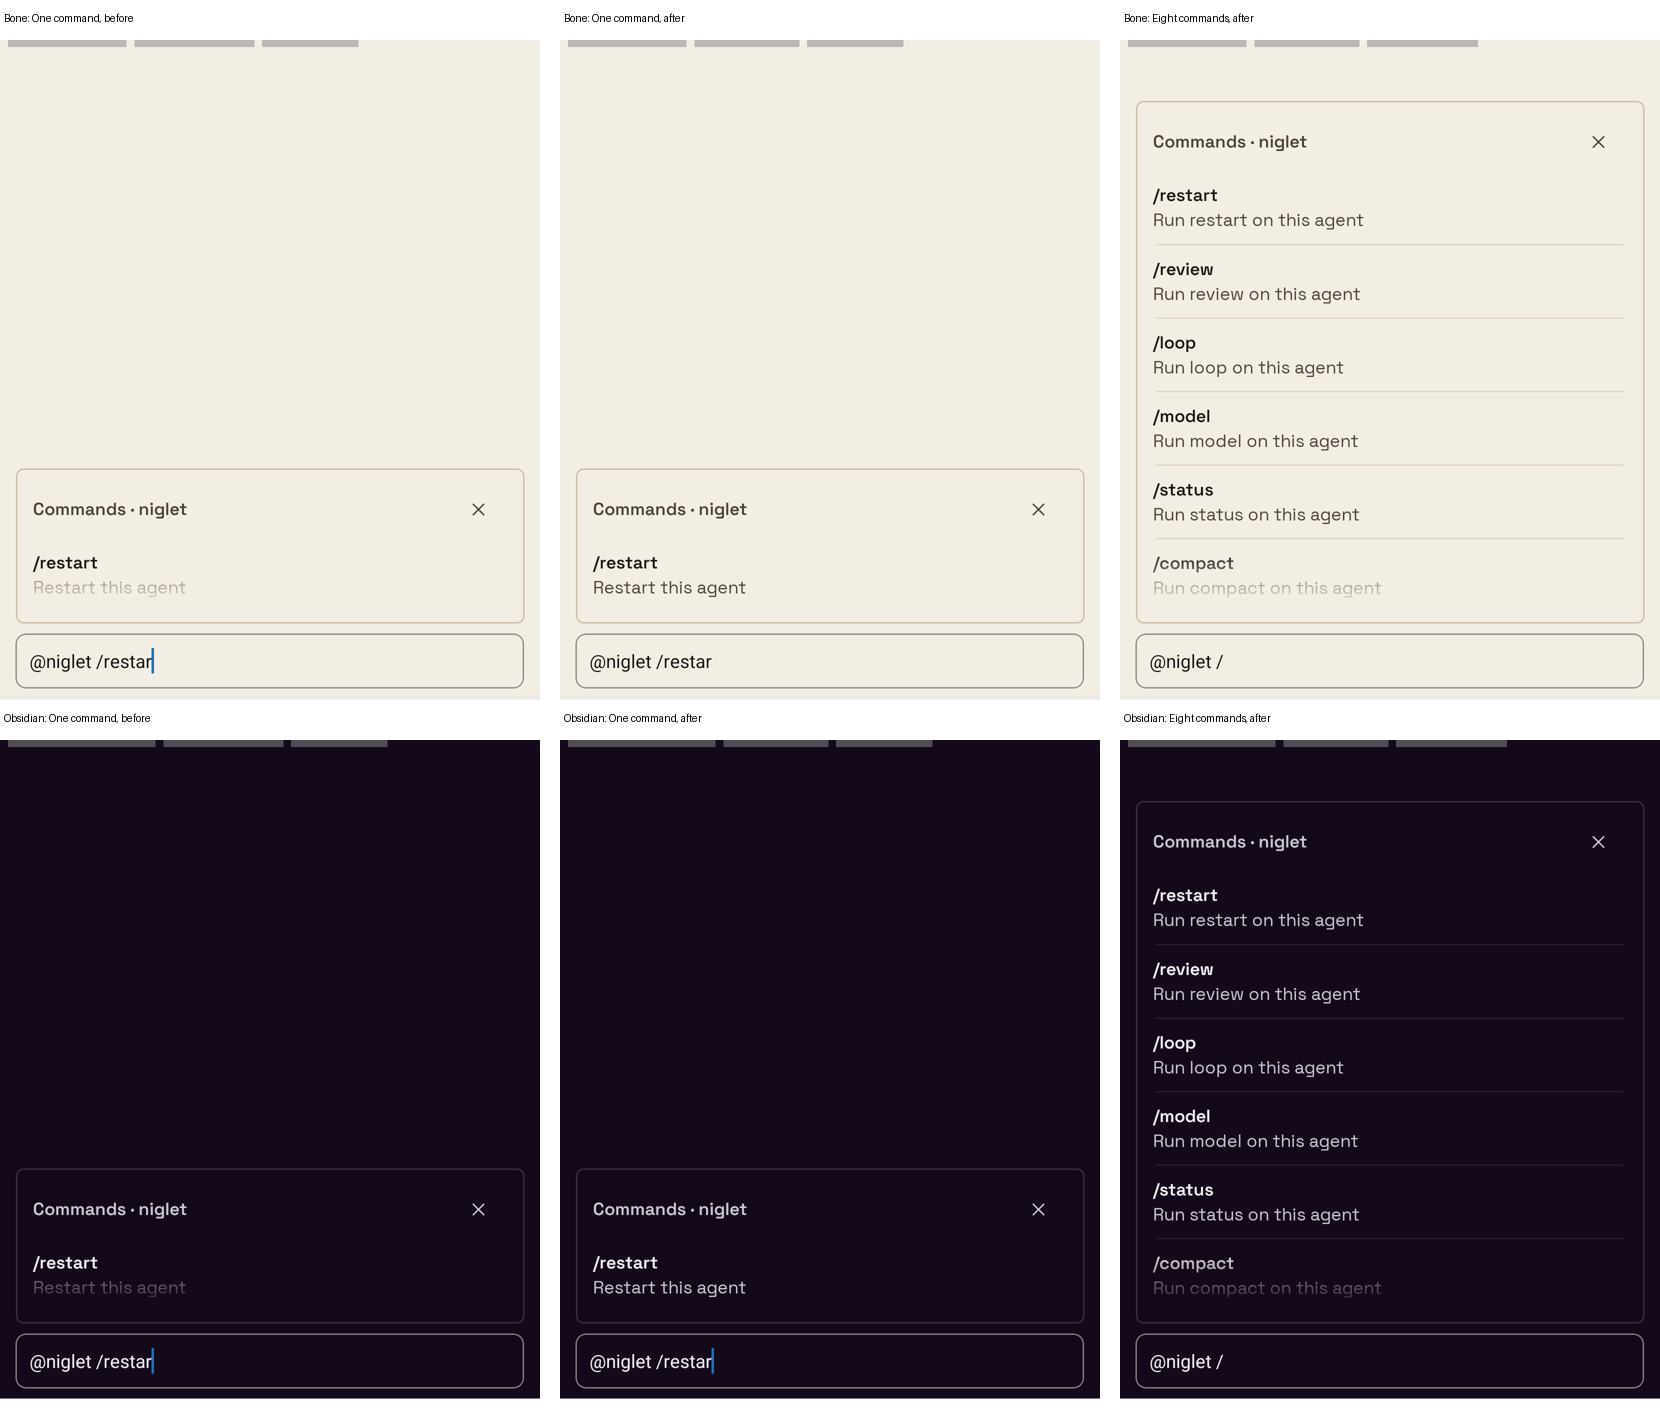 Bone: One command, before
Commands · niglet
/restart
Restart this agent
@niglet /restar
Bone: One command, after
Commands · niglet
/restart
Restart this agent
@niglet /restar
Bone: Eight commands, after
Commands · niglet
/restart
Run restart on this agent
/review
Run review on this agent
/loop
Run loop on this agent
/model
Run model on this agent
/status
Run status on this agent
/compact
Run compact on this agent
@niglet /
Obsidian: One command, before
Commands · niglet
/restart
Restart this agent
@niglet /restar
Obsidian: One command, after
Commands · niglet
/restart
Restart this agent
@niglet /restar
Obsidian: Eight commands, after
Commands · niglet
/restart
Run restart on this agent
/review
Run review on this agent
/loop
Run loop on this agent
/model
Run model on this agent
/status
Run status on this agent
/compact
Run compact on this agent
@niglet /